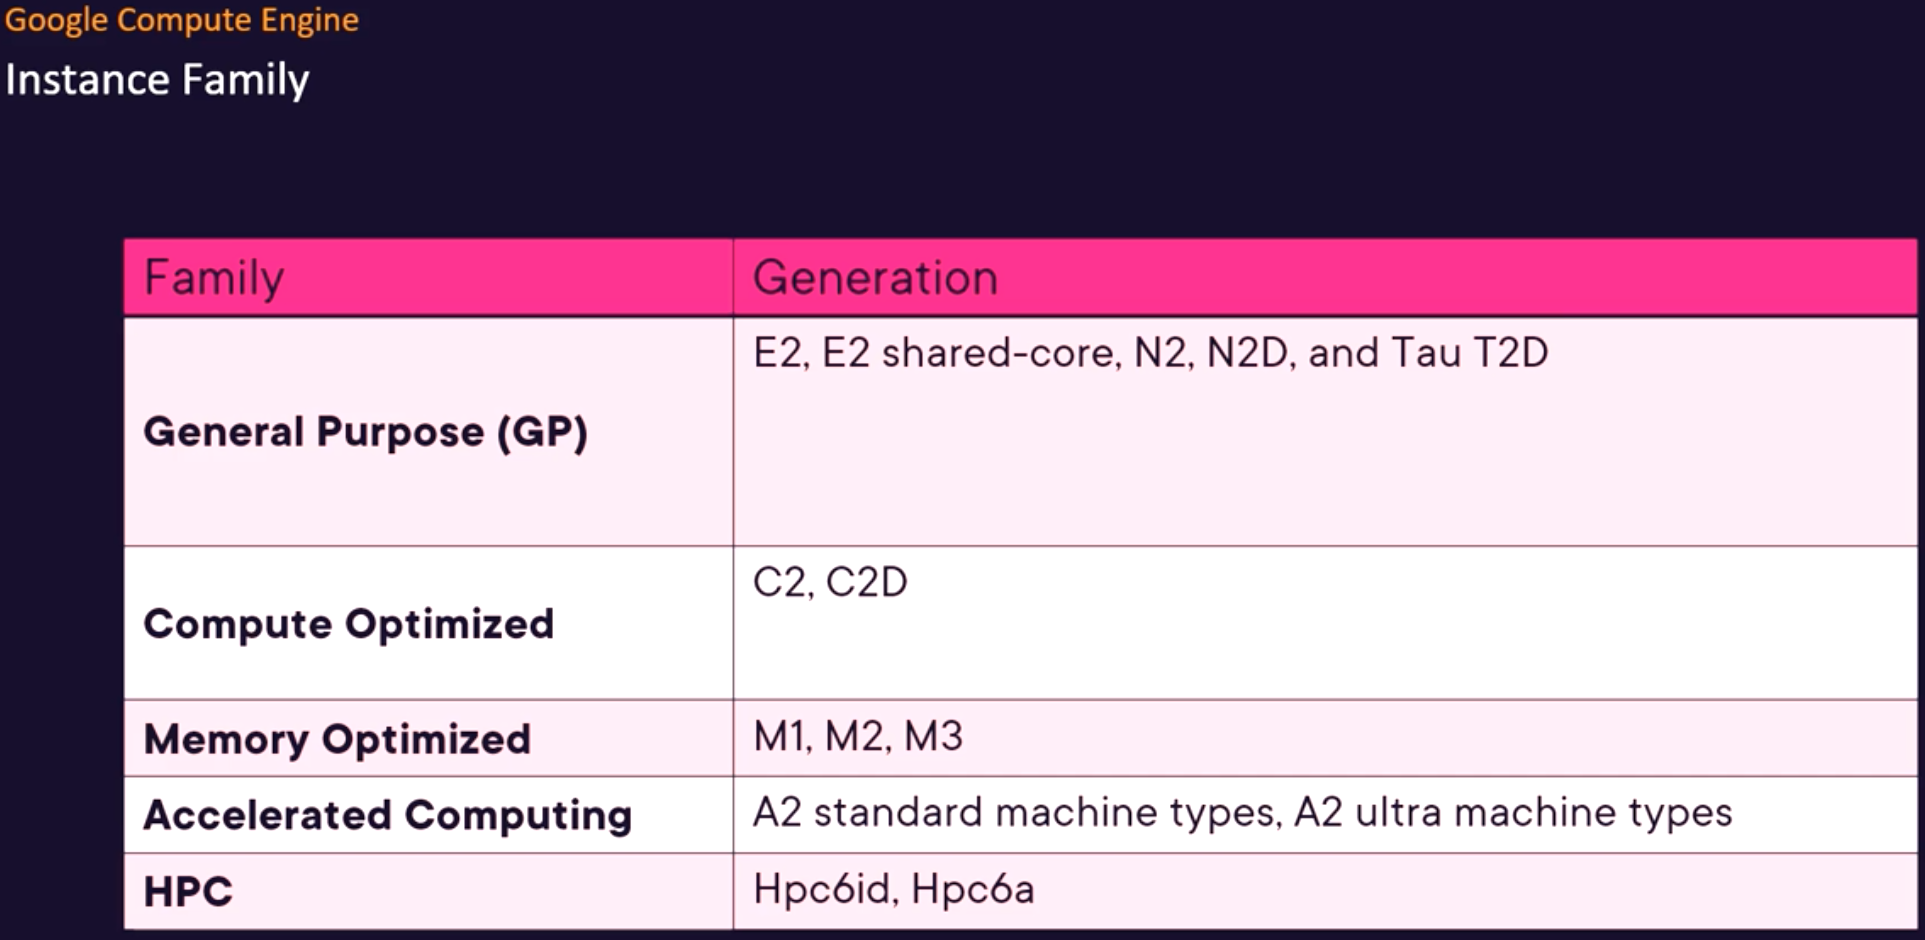 Google Compute Engine
Instance Family
Family
Generation
General Purpose (GP)
E2, E2 shared-core, N2, N2D, and Tau T2D
Compute Optimized
C2, C2D
Memory Optimized
M1, M2, M3
Accelerated Computing
A2 standard machine types, A2 ultra machine types
HPC
Hpc6id, Hpc6a